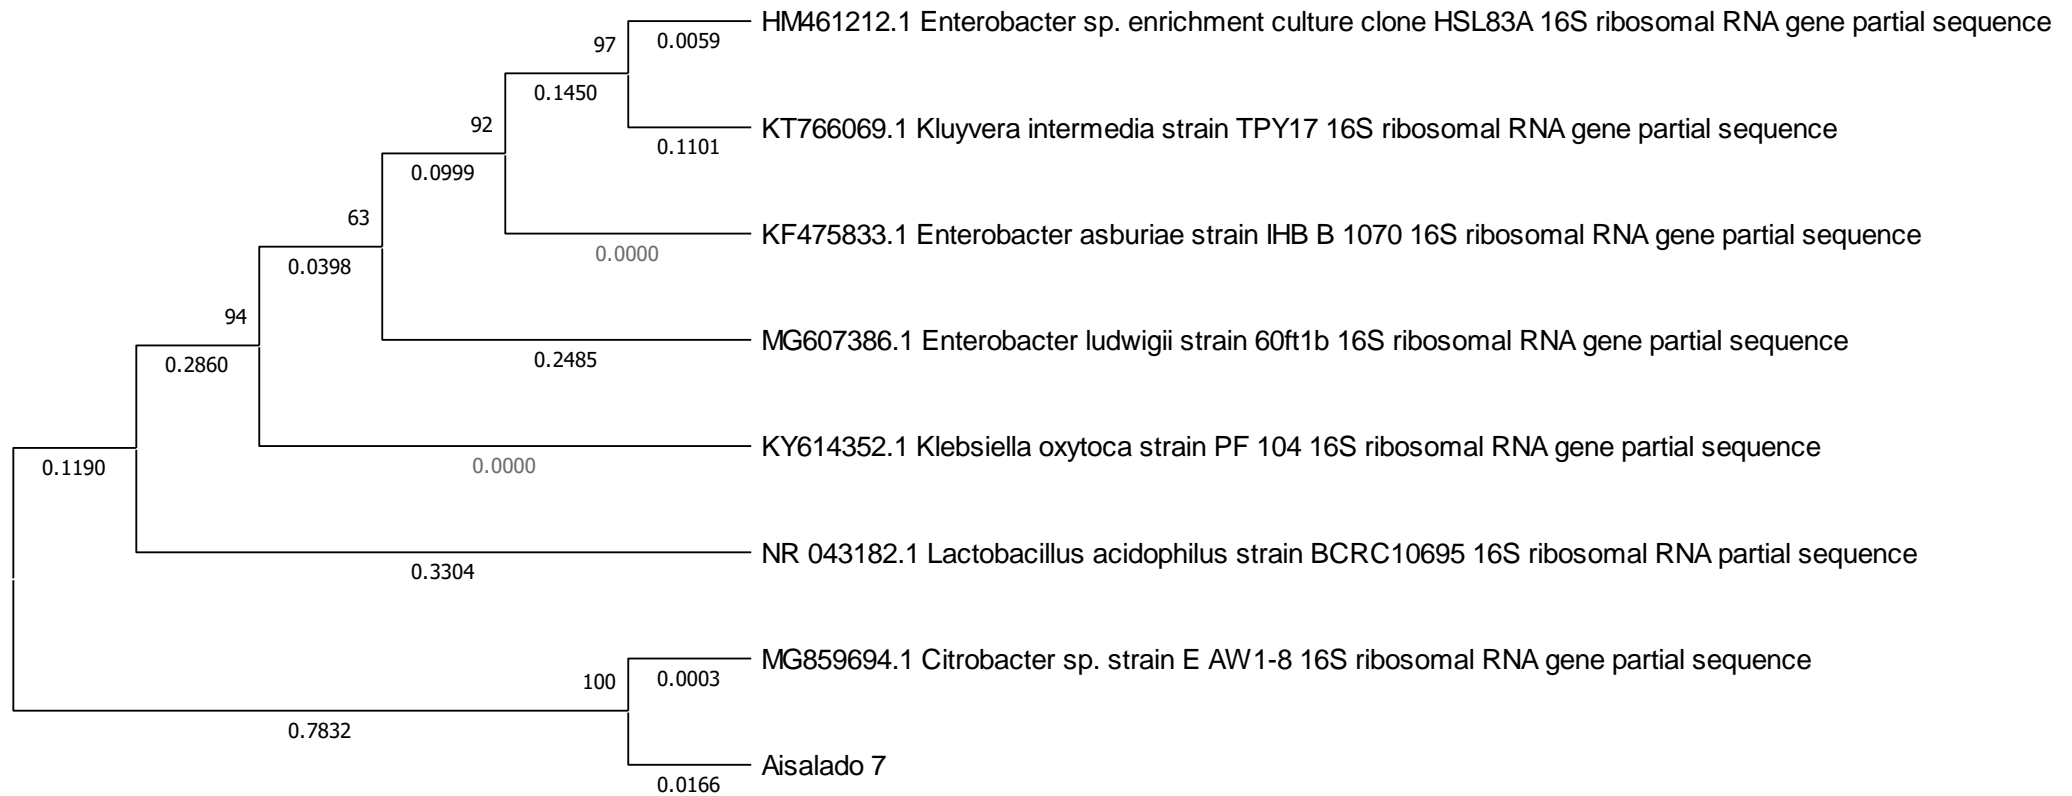 HM461212.1 Enterobacter sp. enrichment culture clone HSL83A 16S ribosomal RNA gene partial sequence
97
0.0059
0.1450
92
KT766069.1 Kluyvera intermedia strain TPY17 16S ribosomal RNA gene partial sequence
0.1101
0.0999
63
KF475833.1 Enterobacter asburiae strain IHB B 1070 16S ribosomal RNA gene partial sequence
0.0000
0.0398
94
MG607386.1 Enterobacter ludwigii strain 60ft1b 16S ribosomal RNA gene partial sequence
0.2485
0.2860
KY614352.1 Klebsiella oxytoca strain PF 104 16S ribosomal RNA gene partial sequence
0.0000
0.1190
NR 043182.1 Lactobacillus acidophilus strain BCRC10695 16S ribosomal RNA partial sequence
0.3304
MG859694.1 Citrobacter sp. strain E AW1-8 16S ribosomal RNA gene partial sequence
100
0.0003
0.7832
Aisalado 7
0.0166